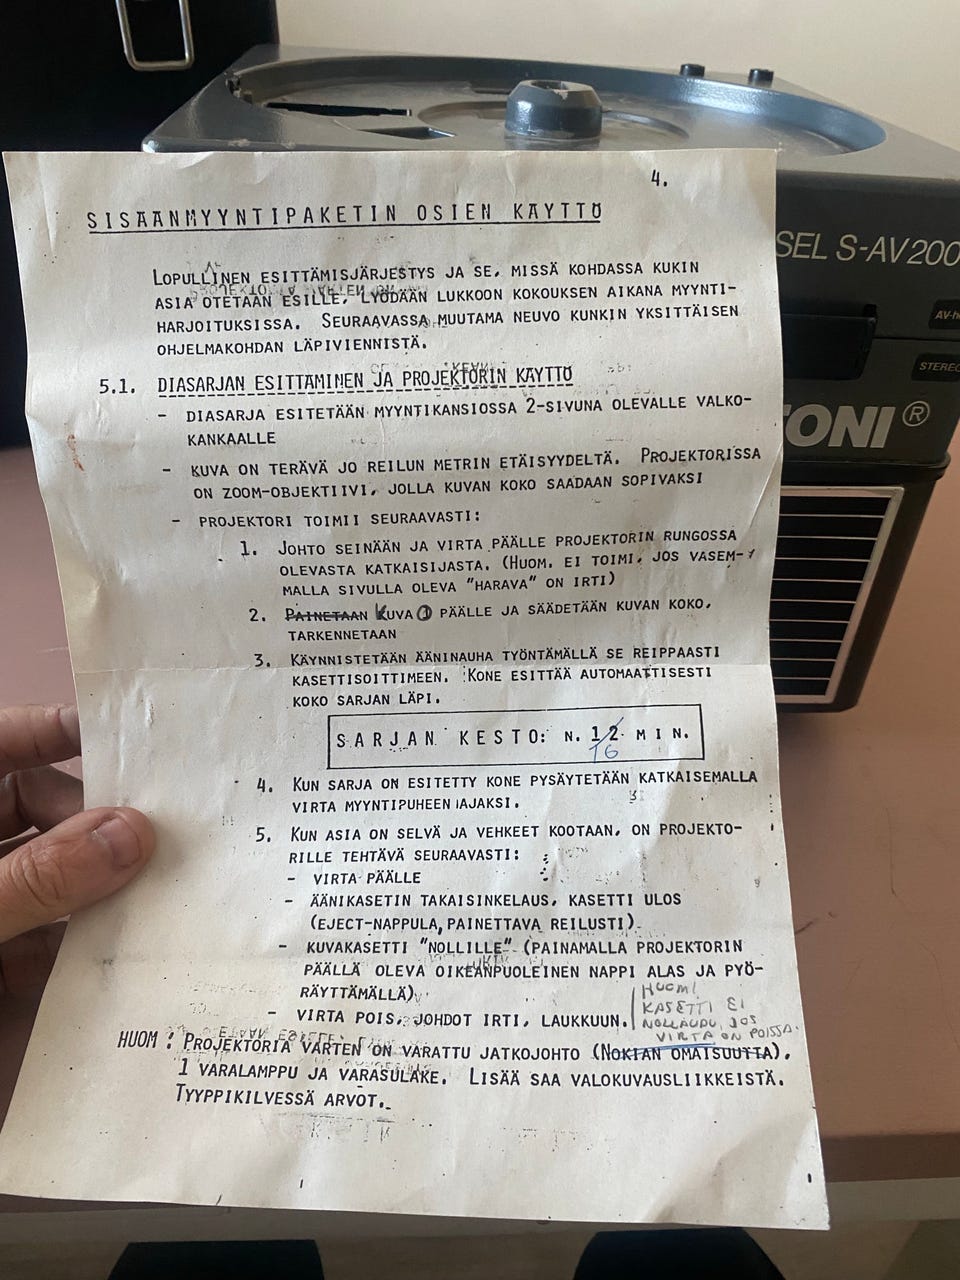 4.
SISÄÄNMYYNTIPAKETIN OSIEN KÄYTTÖ
LOPULLINEN ESITTÄMISJÄRJESTYS JA SE, MISSÄ KOHDASSA KUKIN
ASIA OTETAAN ESILLE, LYÖDÄÄN LUKKOON KOKOUKSEN AIKANA MYYNTI-
HARJOITUKSISSA. SEURAAVASSA MUUTAMA NEUVO KUNKIN YKSITTÄISEN
OHJELMAKOHDAN LÄPIVIENNISTÄ.
5.1. DIASARJAN ESITTÄMINEN JA PROJEKTORIN KÄYTTÖ
- DIASARJA ESITETÄÄN MYYNTIKANSIOSSA 2-SIVUNA OLEVALLE VALKO-
KANKAALLE
- KUVA ON TERÄVÄ JO REILUN METRIN ETÄISYYDELTÄ. PROJEKTORISSA
ON ZOOM-OBJEKTIIVI, JOLLA KUVAN KOKO SAADAAN SOPIVAKSI
- PROJEKTORI TOIMII SEURAAVASTI:
1. JOHTO SEINÄÄN JA VIRTA PÄÄLLE PROJEKTORIN RUNGOSSA
OLEVASTA KATKAISIJASTA. (HUOM. EI TOIMI, JOS VASEM-
MALLA SIVULLA OLEVA "HARAVA" ON IRTI)
2. PAINETAAN KUVA 1 PÄÄLLE JA SÄÄDETÄÄN KUVAN KOKO,
TARKENNETAAN
3. KÄYNNISTETÄÄN ÄÄNINAUHA TYÖNTÄMÄLLÄ SE REIPPAASTI
KASETTISOITTIMEEN. KONE ESITTÄÄ AUTOMAATTISESTI
KOKO SARJAN LÄPI.
SARJAN KESTO: N. 12 MIN.
16
4. KUN SARJA ON ESITETTY KONE PYSÄYTETÄÄN KATKAISEMALLA
VIRTA MYYNTIPUHEEN AJAKSI.
5. KUN ASIA ON SELVÄ JA VEHKEET KOOTAAN, ON PROJEKTO-
RILLE TEHTÄVÄ SEURAAVASTI:
- VIRTA PÄÄLLE
- ÄÄNIKASETIN TAKAISINKELAUS, KASETTI ULOS
(EJECT-NAPPULA, PAINETTAVA REILUSTI)
- KUVAKASETTI "NOLLILLE" (PAINAMALLA PROJEKTORIN
PÄÄLLÄ OLEVA OIKEANPUOLEINEN NAPPI ALAS JA PYÖ-
RÄYTTÄMÄLLÄ)
- VIRTA POIS, JOHDOT IRTI, LAUKKUUN.
HUOM!
KASETTI EI
NOLLAUDU, JOS
VIRTA ON POISSA.
HUOM: PROJEKTORIA VARTEN ON VARATTU JATKOJOHTO (NOKIAN OMAISUUTTA),
1 VARALAMPPU JA VARASULAKE. LISÄÄ SAA VALOKUVAUSLIIKKEISTÄ.
TYYPPIKILVESSÄ ARVOT.
SEL S-AV 200
AV-
STEREO
ONI ®